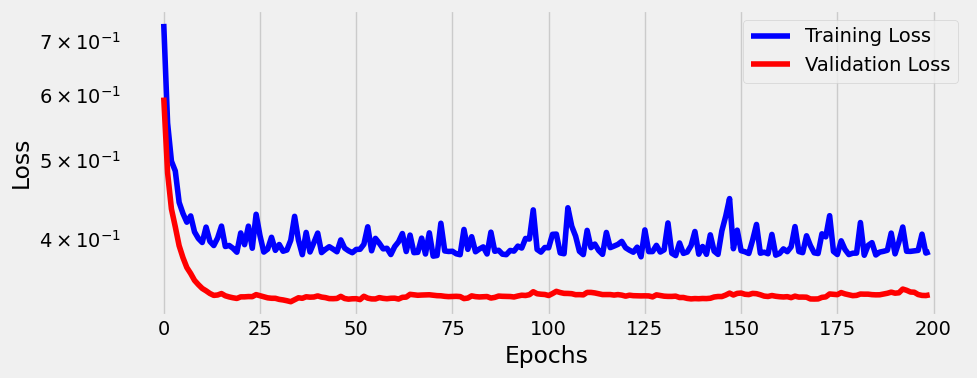 7 × 10⁻¹
6 × 10⁻¹
5 × 10⁻¹
4 × 10⁻¹
Loss
Training Loss
Validation Loss
0 25 50 75 100 125 150 175 200
Epochs